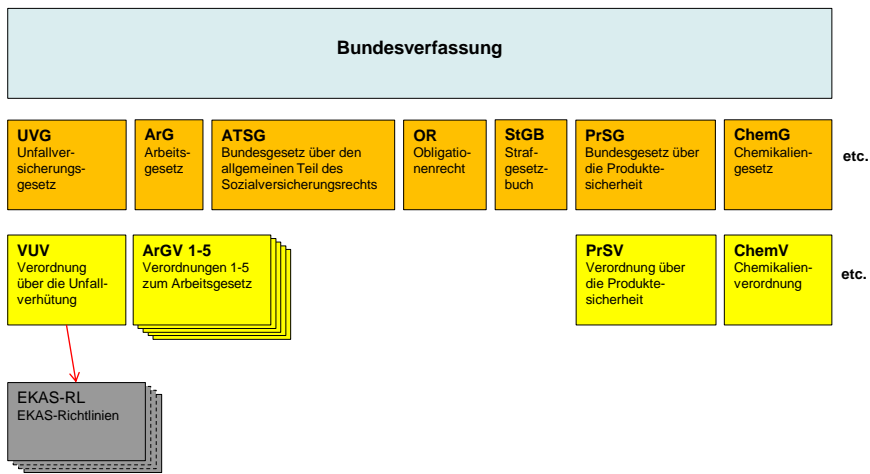 Bundesverfassung
UVG
Unfallver-
sicherungs-
gesetz
ArG
Arbeits-
gesetz
ATSG
Bundesgesetz über den
allgemeinen Teil des
Sozialversicherungsrechts
OR
Obligatio-
nenrecht
StGB
Straf-
gesetz-
buch
PrSG
Bundesgesetz über
die Produkte-
sicherheit
ChemG
Chemikalien-
gesetz
etc.
VUV
Verordnung
über die Unfall-
verhütung
ArGV 1-5
Verordnungen 1-5
zum Arbeitsgesetz
PrSV
Verordnung über
die Produkte-
sicherheit
ChemV
Chemikalien-
verordnung
etc.
EKAS-RL
EKAS-Richtlinien